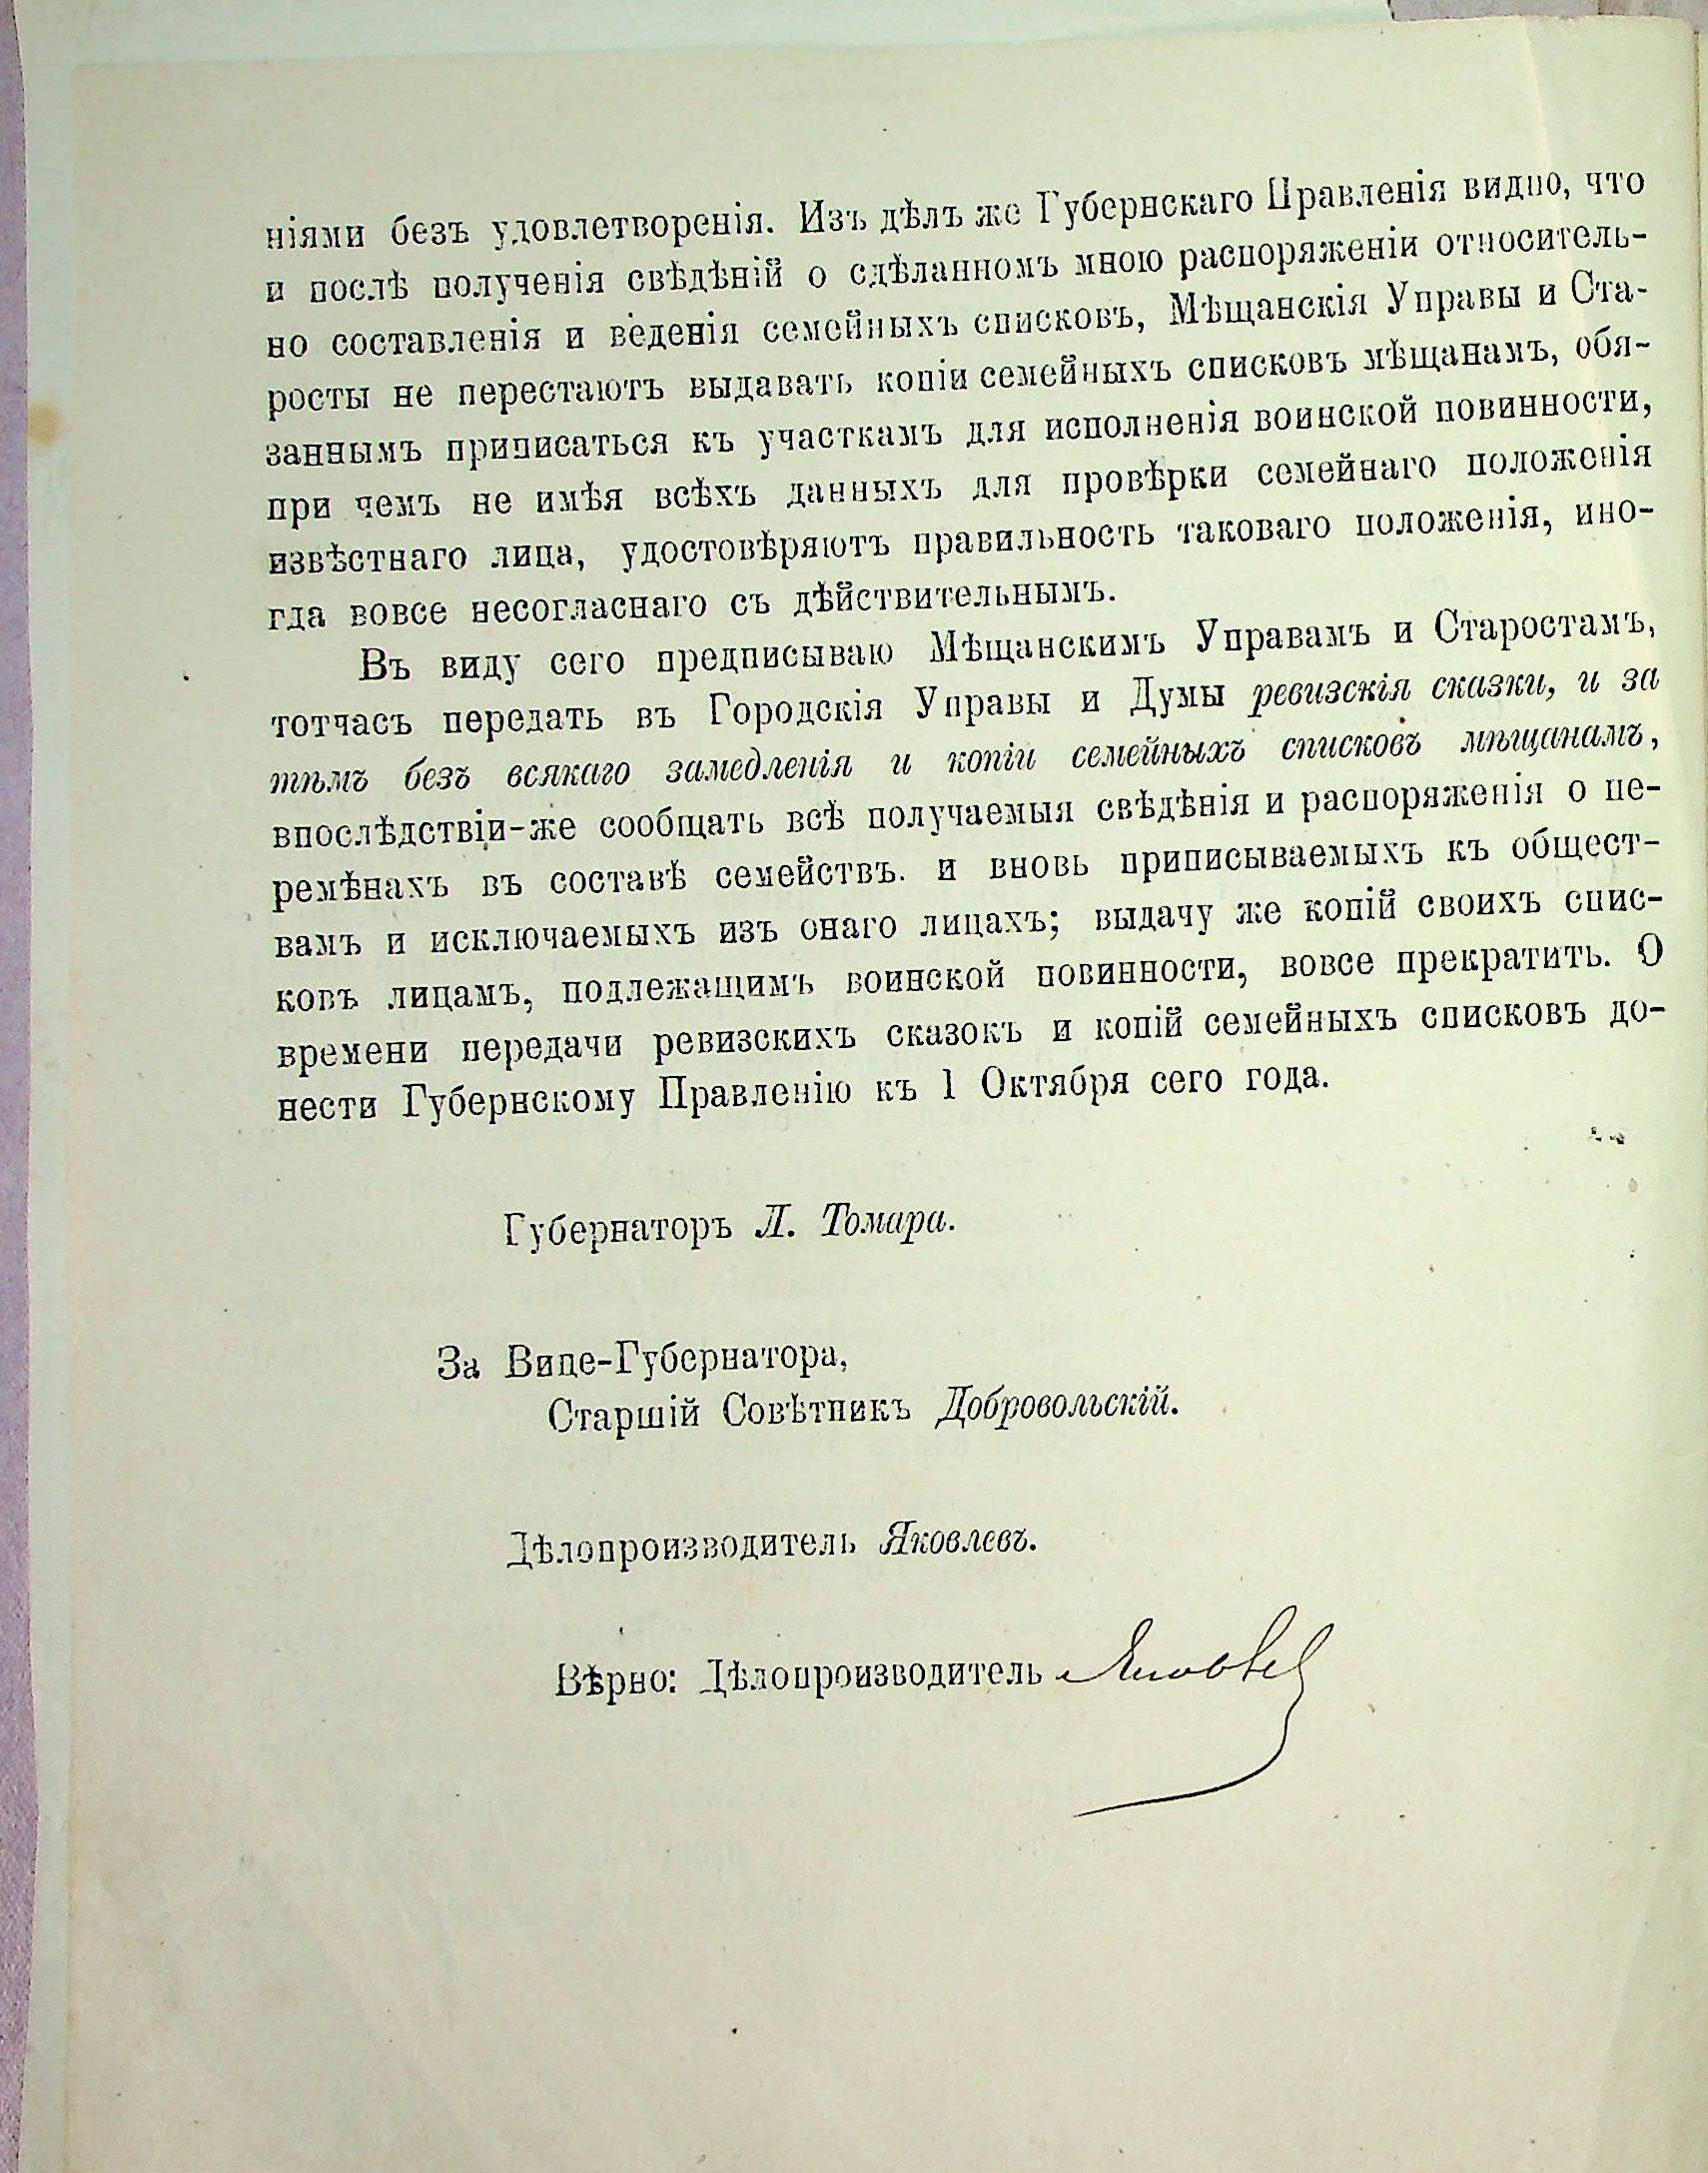 ніями безъ удовлетворенія. Изъ дѣлъ же Губернскаго Правленія видно, что
и послѣ полученія свѣдѣній о сдѣланномъ мною распоряженіи относитель-
но составленія и веденія семейныхъ списковъ, Мѣщанскія Управы и Ста-
росты не перестаютъ выдавать копіи семейныхъ списковъ мѣщанамъ, обя-
заннымъ приписаться къ участкамъ для исполненія воинской повинности,
при чемъ не имѣя всѣхъ данныхъ для провѣрки семейнаго положенія
извѣстнаго лица, удостовѣряютъ правильность таковаго положенія, ино-
гда вовсе несогласнаго съ дѣйствительнымъ.
Въ виду сего предписываю Мѣщанскимъ Управамъ и Старостамъ,
тотчасъ передать въ Городскія Управы и Думы ревизскія сказки, и за
тѣмъ безъ всякаго замедленія и копіи семейныхъ списковъ мѣщанамъ,
впослѣдствіи-же сообщать всѣ получаемыя свѣдѣнія и распоряженія о пе-
ремѣнахъ въ составѣ семействъ. и вновь приписываемыхъ къ общест-
вамъ и исключаемыхъ изъ онаго лицахъ; выдачу же копій своихъ спис-
ковъ лицамъ, подлежащимъ воинской повинности, вовсе прекратить. О
времени передачи ревизскихъ сказокъ и копій семейныхъ списковъ до-
нести Губернскому Правленію къ 1 Октября сего года.
Губернаторъ Л. Томара.
За Вице-Губернатора,
Старшій Совѣтникъ Добровольскій.
Дѣлопроизводитель Яковлевъ.
Вѣрно: Дѣлопроизводитель Яковлев